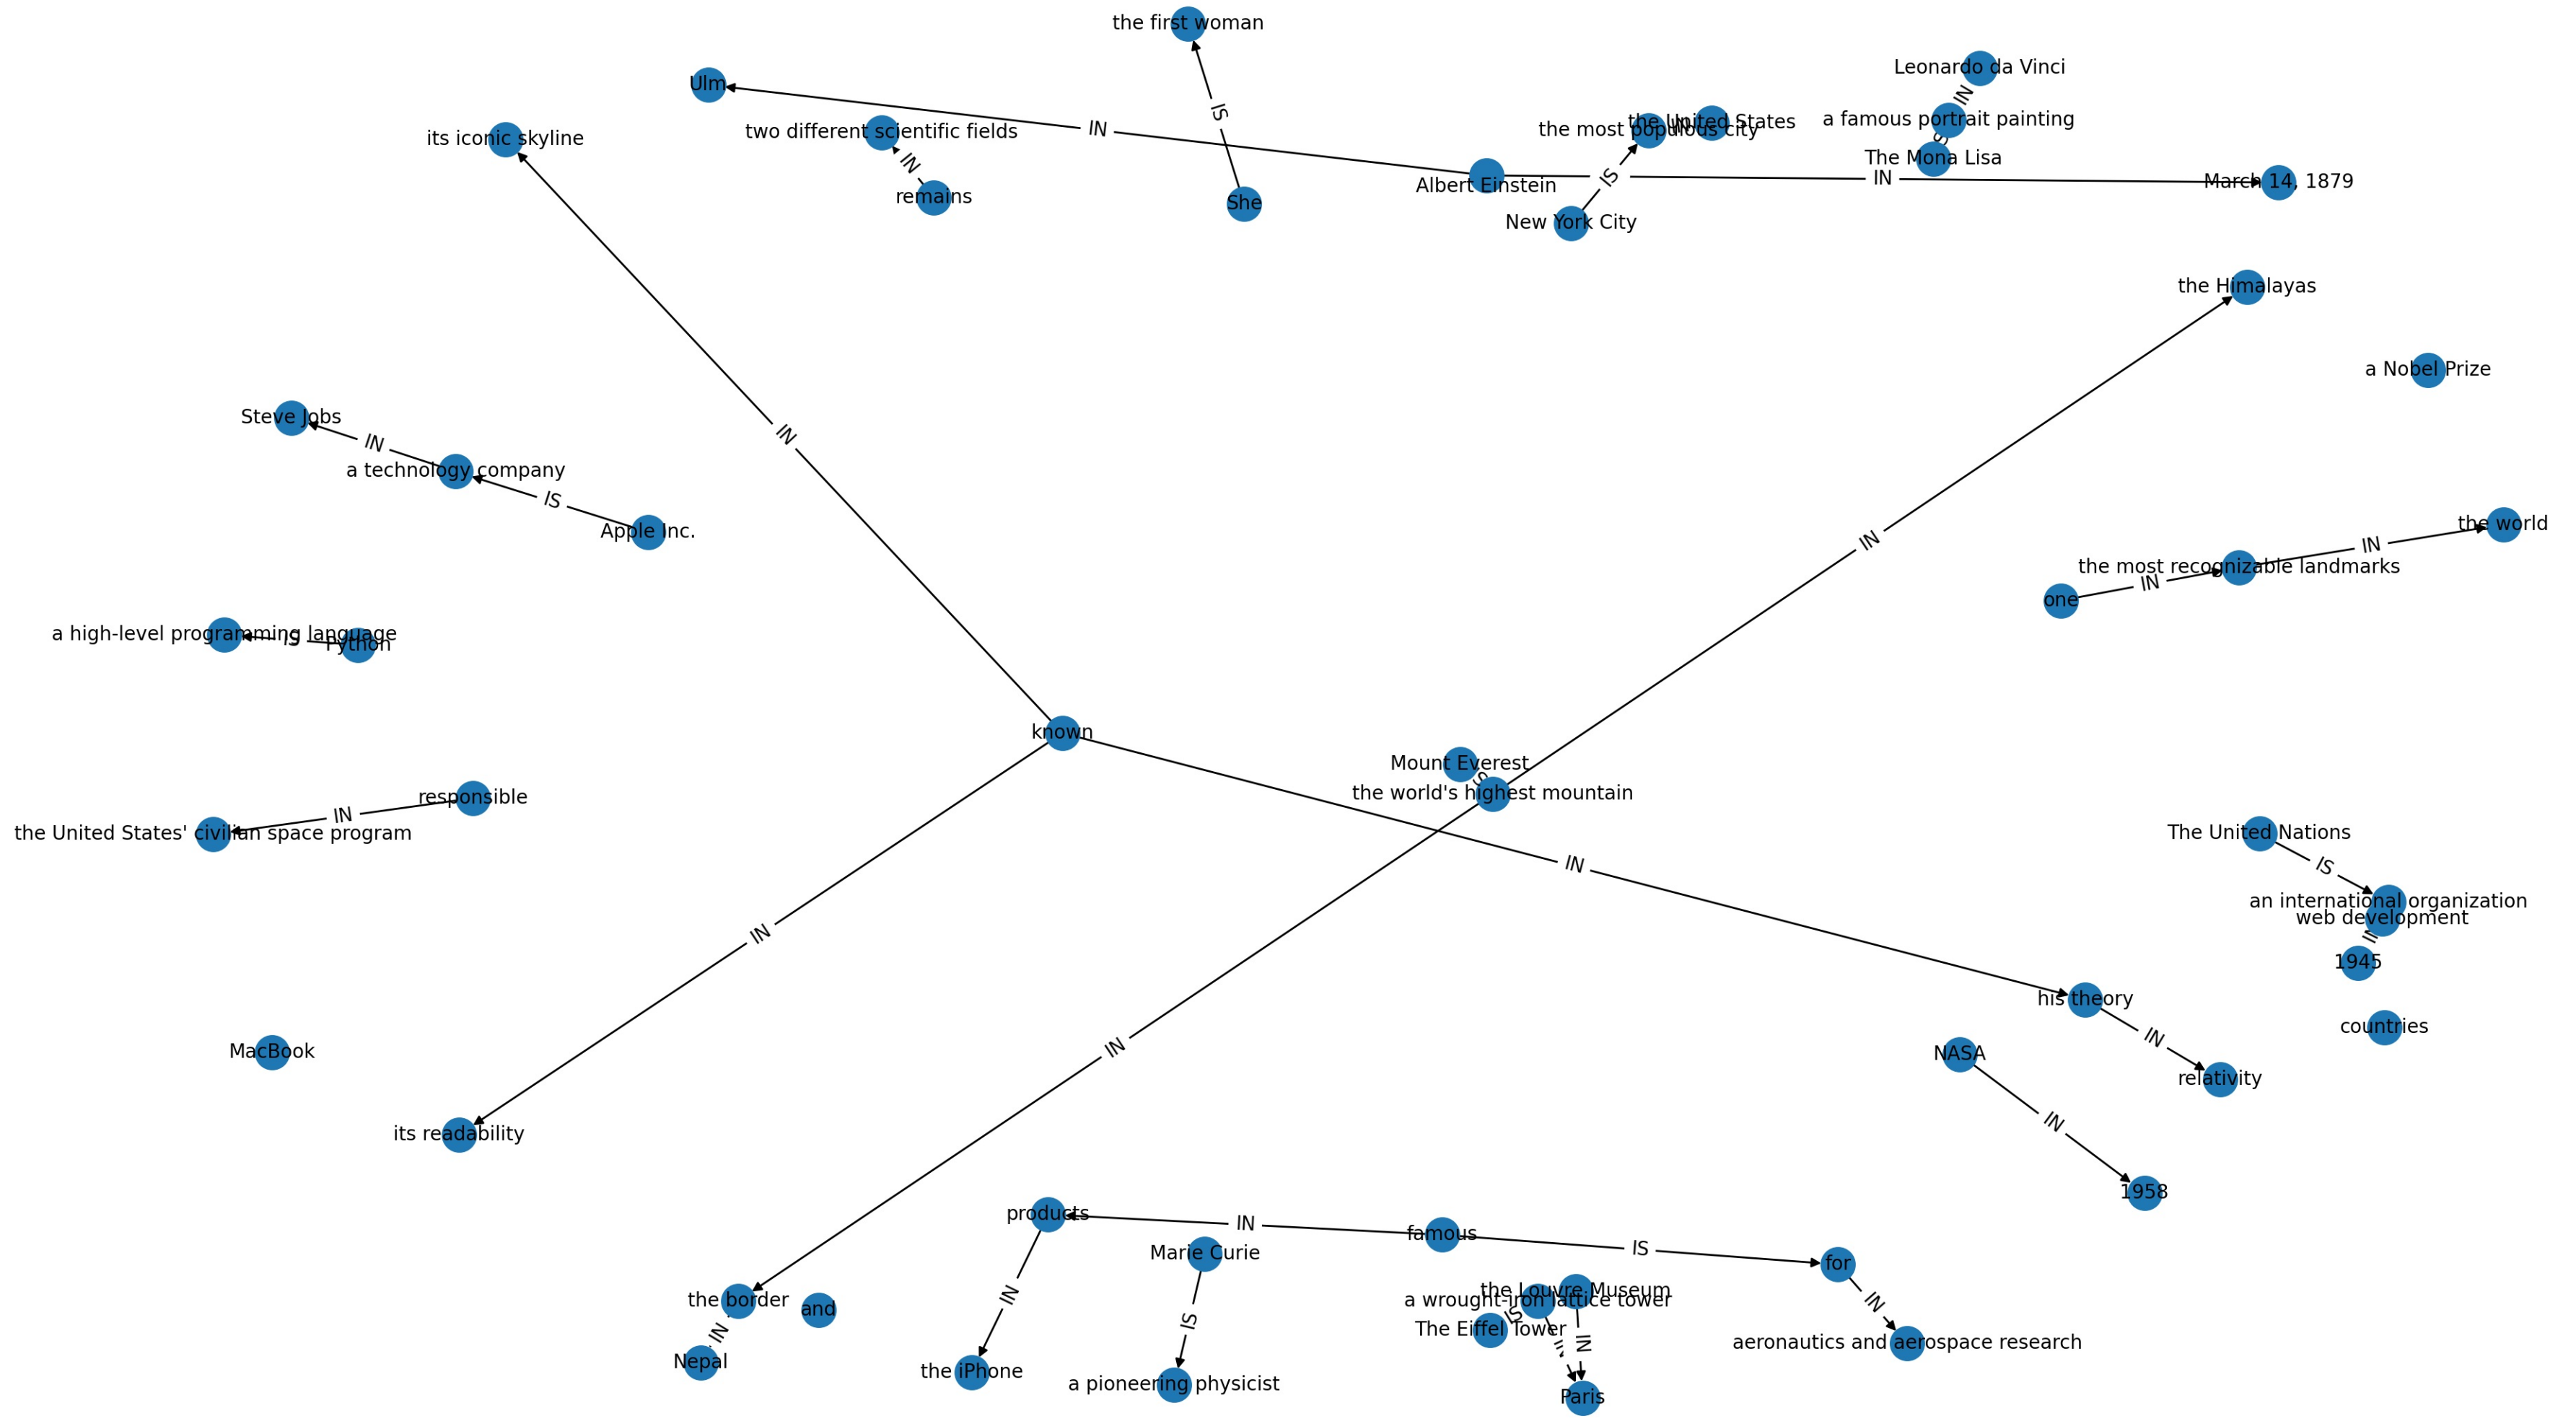 the first woman
Leonardo da Vinci
Ulm
IN
IS
a famous portrait painting
the United States
the most populous city
IN
two different scientific fields
its iconic skyline
The Mona Lisa
IN
remains
Albert Einstein
IS
IN
March 14, 1879
She
New York City
the Himalayas
a Nobel Prize
Steve Jobs
IN
IN
a technology company
IS
Apple Inc.
IN
the world
IN
the most recognizable landmarks
IN
one
a high-level programming language
IS
Python
known
Mount Everest
the world's highest mountain
responsible
IN
the United States' civilian space program
The United Nations
IN
IS
an international organization
web development
IN
1945
his theory
countries
IN
IN
relativity
NASA
MacBook
IN
its readability
1958
products
IN
famous
IS
Marie Curie
for
the Louvre Museum
a wrought-iron lattice tower
the border
and
IN
IS
IS
IN
The Eiffel Tower
IN
IN
aeronautics and aerospace research
Nepal
the iPhone
a pioneering physicist
Paris